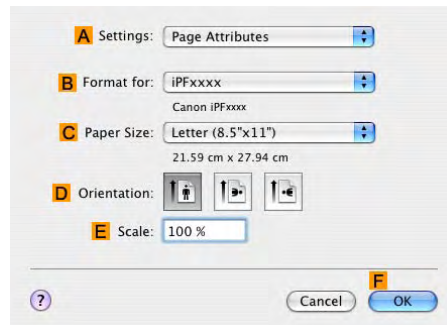 A Settings: Page Attributes
B Format for: iPFxxxx
Canon iPFxxxx
C Paper Size: Letter (8.5"x11")
21.59 cm x 27.94 cm
D Orientation:
E Scale: 100 %
F
? Cancel OK